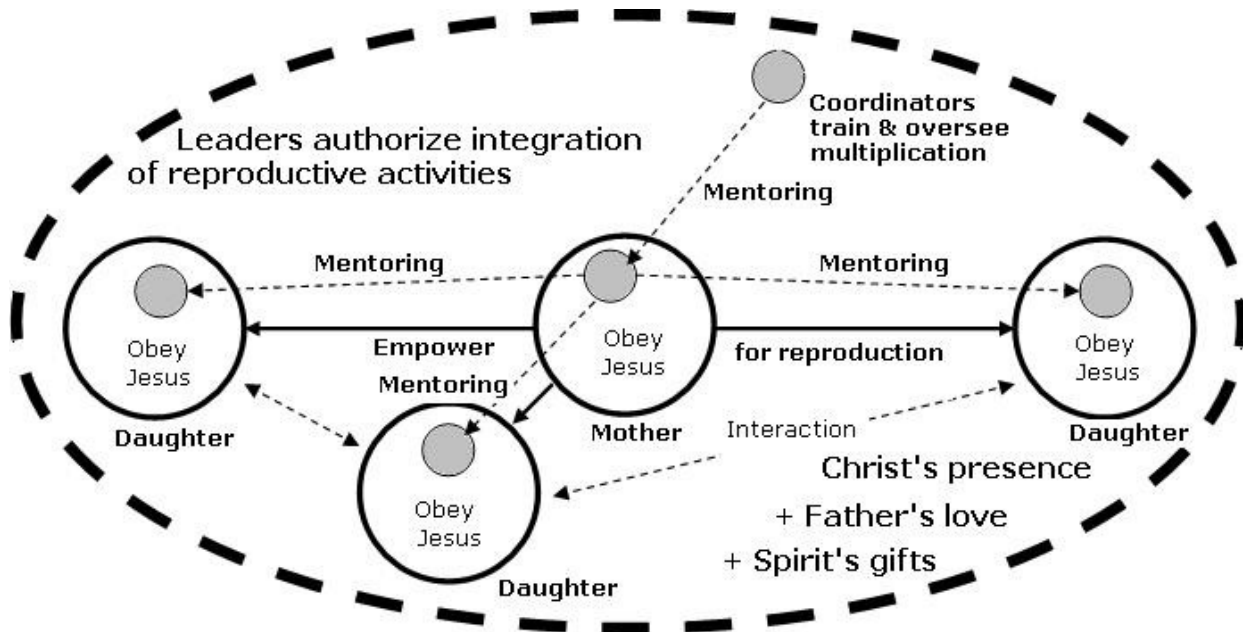 Coordinators
train & oversee
multiplication
Leaders authorize integration
of reproductive activities
Mentoring
Mentoring
Mentoring
Obey
Jesus
Empower
Obey
Jesus
for reproduction
Obey
Jesus
Mentoring
Daughter
Mother
Interaction
Daughter
Christ's presence
Obey
Jesus
+ Father's love
+ Spirit's gifts
Daughter